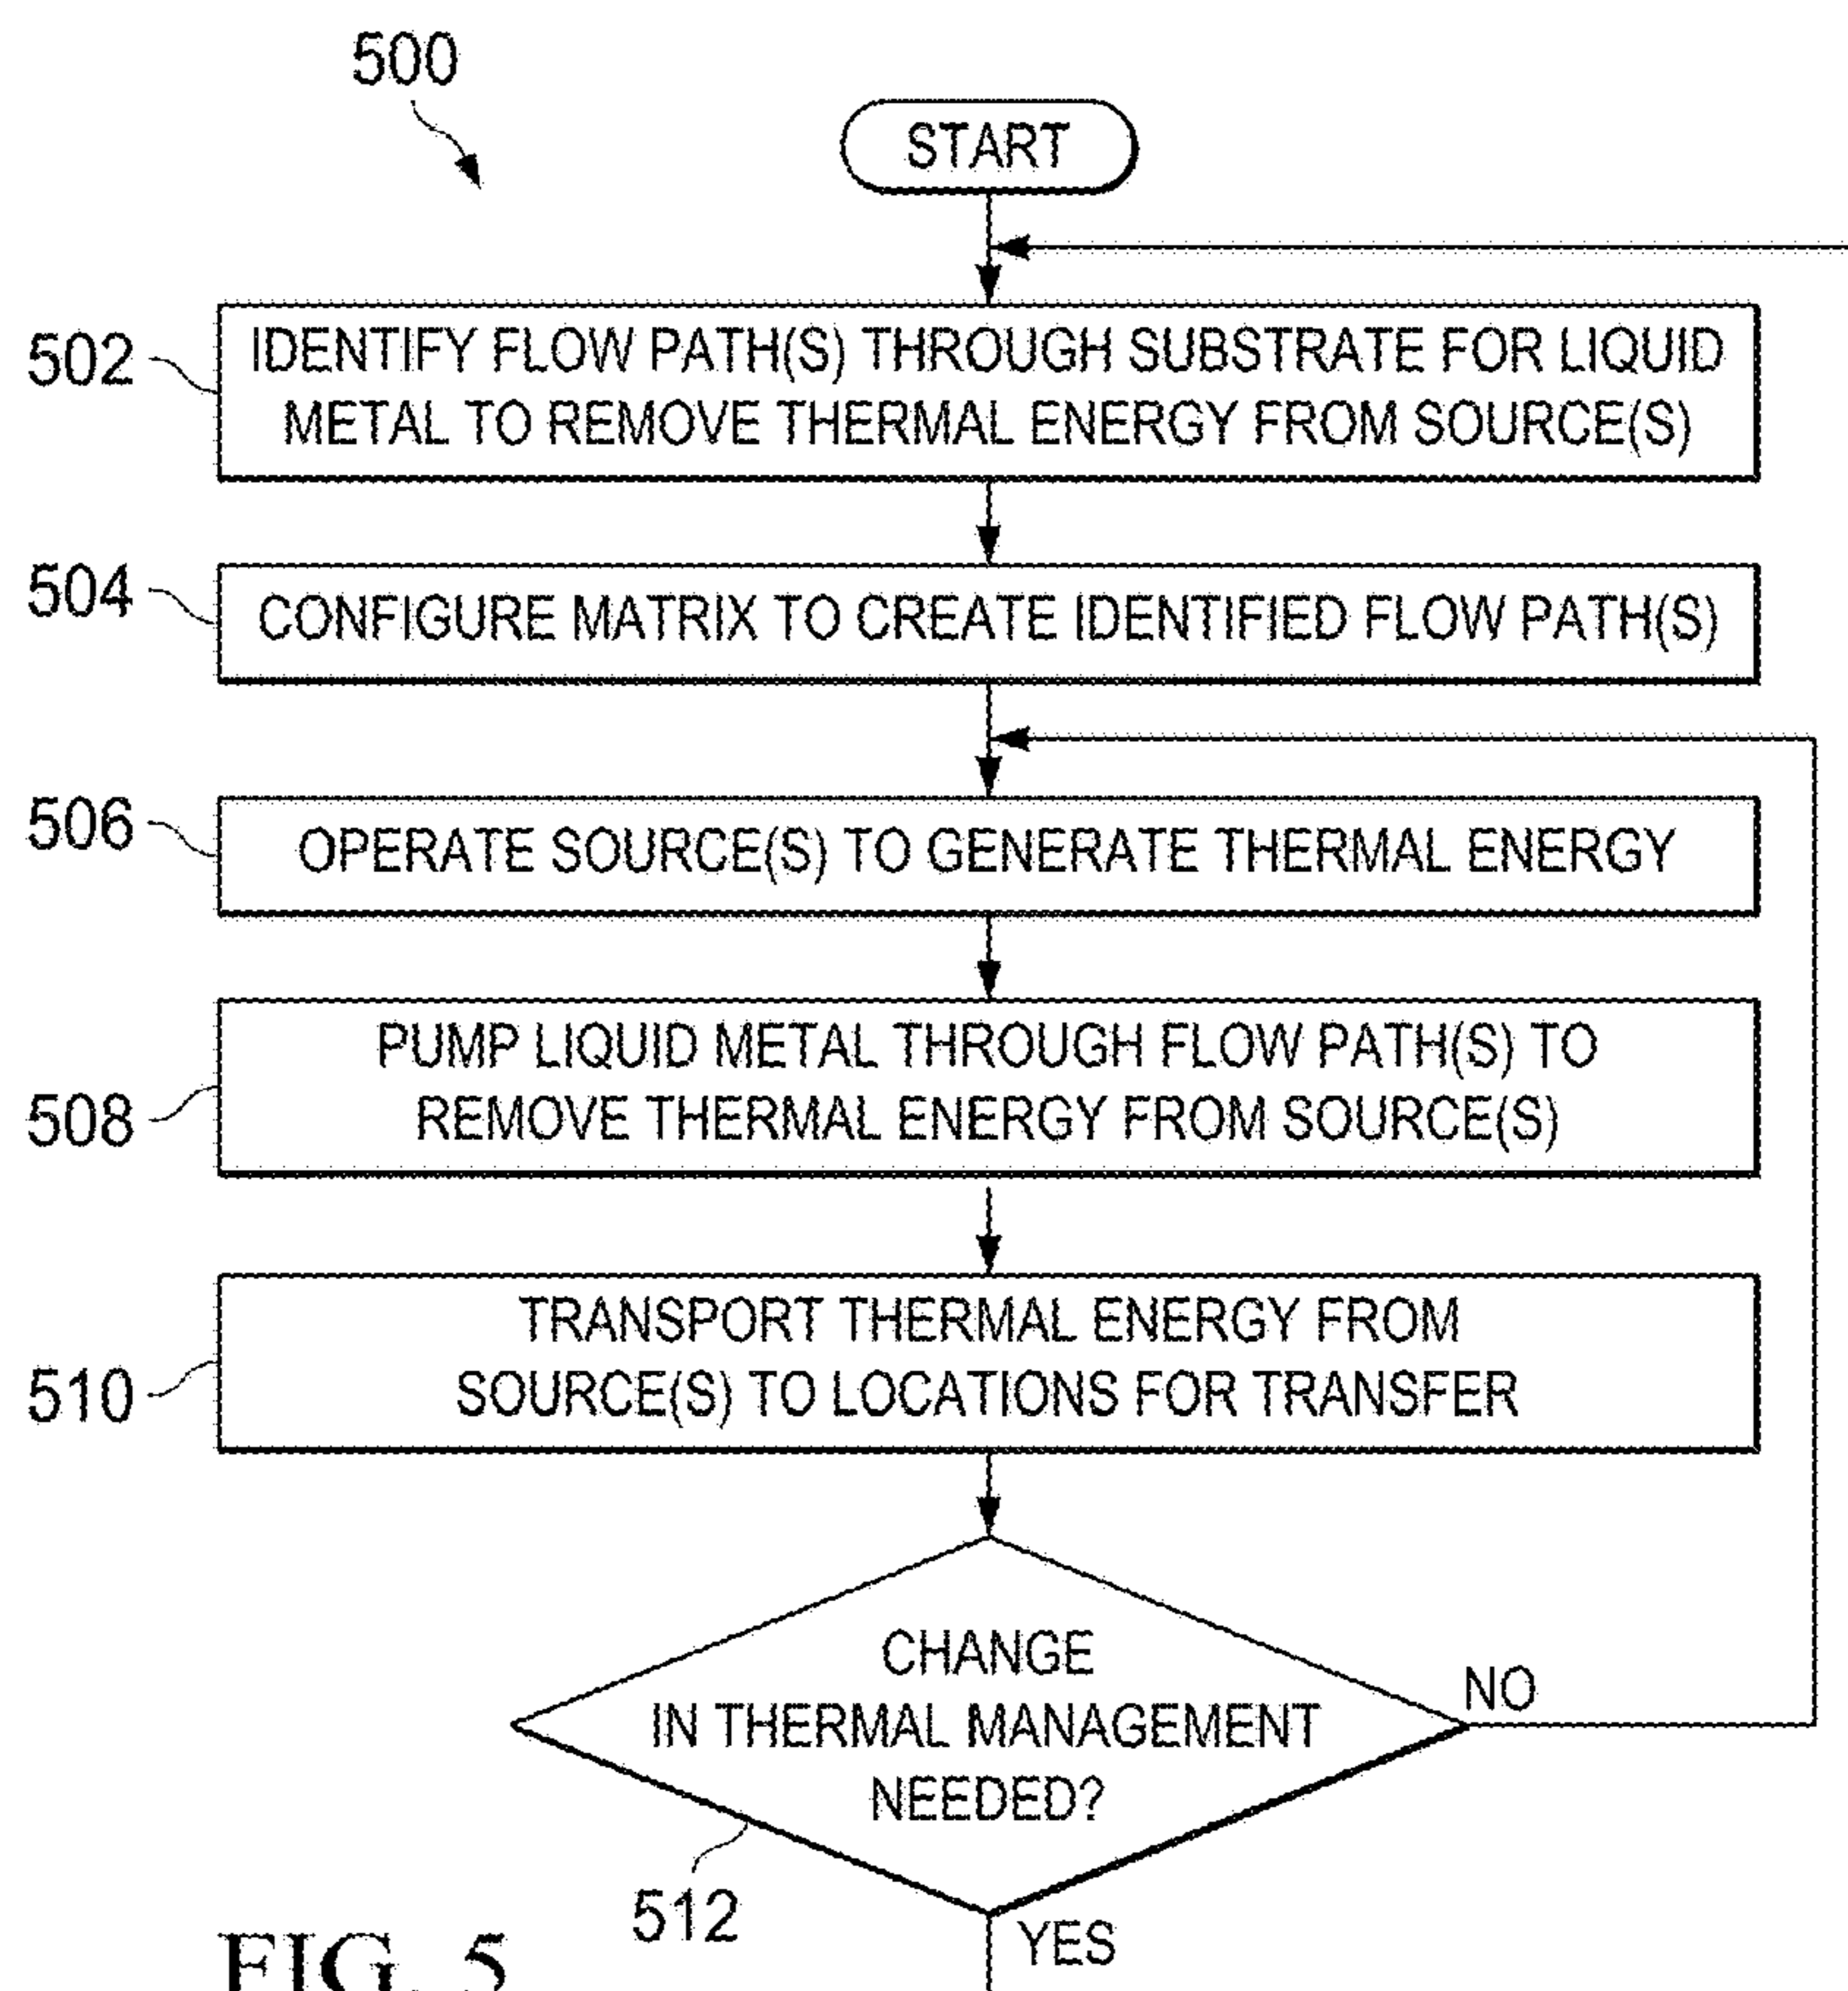 500
START
502
IDENTIFY FLOW PATH(S) THROUGH SUBSTRATE FOR LIQUID
METAL TO REMOVE THERMAL ENERGY FROM SOURCE(S)
504
CONFIGURE MATRIX TO CREATE IDENTIFIED FLOW PATH(S)
506
OPERATE SOURCE(S) TO GENERATE THERMAL ENERGY
508
PUMP LIQUID METAL THROUGH FLOW PATH(S) TO
REMOVE THERMAL ENERGY FROM SOURCE(S)
510
TRANSPORT THERMAL ENERGY FROM
SOURCE(S) TO LOCATIONS FOR TRANSFER
CHANGE
IN THERMAL MANAGEMENT
NEEDED?
NO
512
YES
FIG. 5